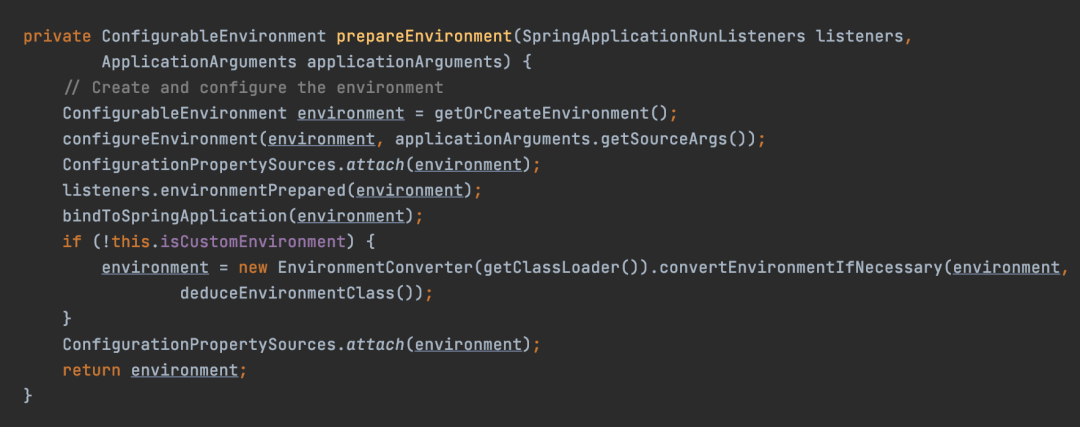 private ConfigurableEnvironment prepareEnvironment(SpringApplicationRunListeners listeners,
        ApplicationArguments applicationArguments) {
    // Create and configure the environment
    ConfigurableEnvironment environment = getOrCreateEnvironment();
    configureEnvironment(environment, applicationArguments.getSourceArgs());
    ConfigurationPropertySources.attach(environment);
    listeners.environmentPrepared(environment);
    bindToSpringApplication(environment);
    if (!this.isCustomEnvironment) {
        environment = new EnvironmentConverter(getClassLoader()).convertEnvironmentIfNecessary(environment,
                deduceEnvironmentClass());
    }
    ConfigurationPropertySources.attach(environment);
    return environment;
}